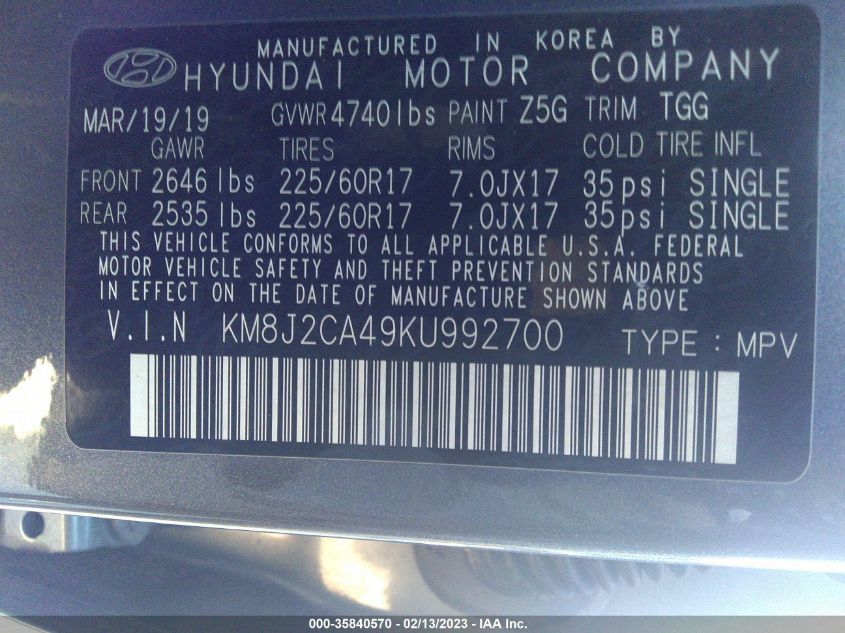 MANUFACTURED IN KOREA BY
HYUNDAI MOTOR COMPANY
MAR/19/19 GVWR 4740lbs PAINT Z5G TRIM TGG
GAWR TIRES RIMS COLD TIRE INFL
FRONT 2646 lbs 225/60R17 7.0JX17 35psi SINGLE
REAR 2535 lbs 225/60R17 7.0JX17 35psi SINGLE
THIS VEHICLE CONFORMS TO ALL APPLICABLE U.S.A. FEDERAL
MOTOR VEHICLE SAFETY AND THEFT PREVENTION STANDARDS
IN EFFECT ON THE DATE OF MANUFACTURE SHOWN ABOVE
V.I.N KM8J2CA49KU992700 TYPE : MPV
000-35840570 - 02/13/2023 - IAA Inc.